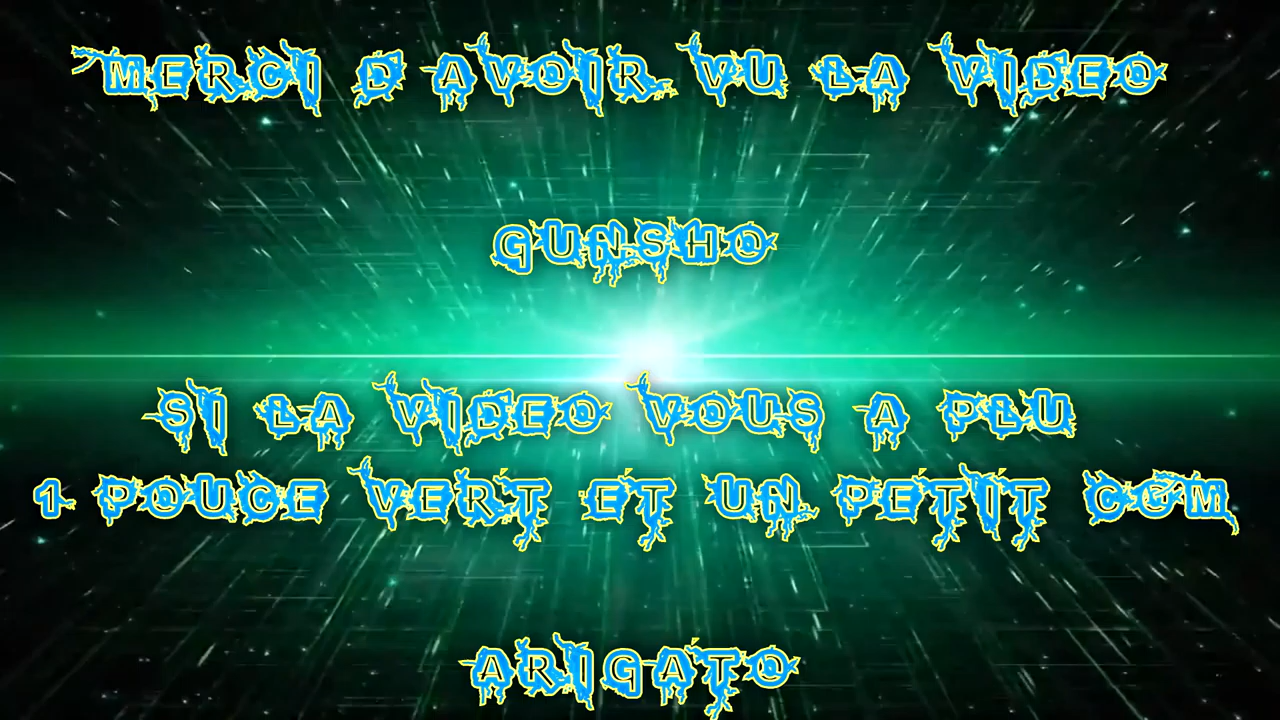 MERCI D AVOIR VU LA VIDEO
GUNSHO
SI LA VIDEO VOUS A PLU
1 POUCE VERT ET UN PETIT COM
ARIGATO